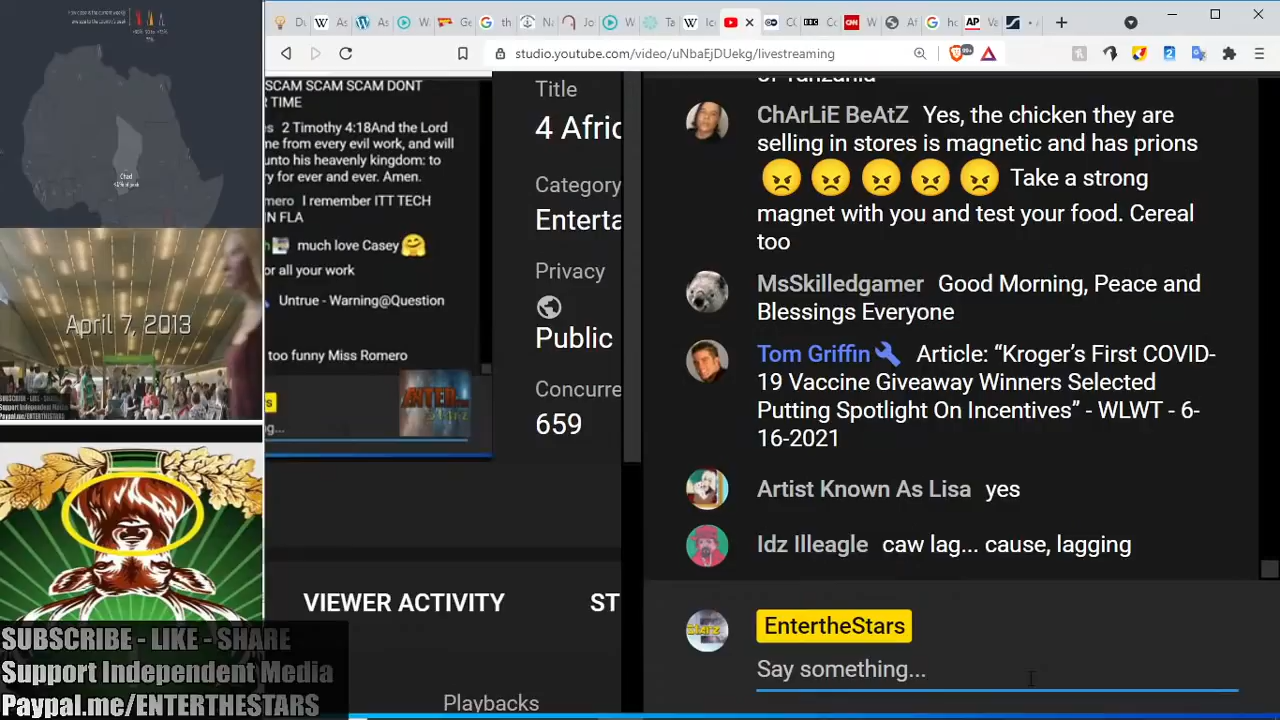 Chad
April 7, 2013
SUBSCRIBE - LIKE - SHARE
Support Independent Media
Paypal.me/ENTERTHESTARS
studio.youtube.com/video/uNbaEjDUekg/livestreaming
SCAM SCAM SCAM DONT
TIME
2 Timothy 4:18And the Lord
me from every evil work, and will
unto his heavenly kingdom: to
for ever and ever. Amen.
I remember ITT TECH
IN FLA
much love Casey 🤗
or all your work
Untrue - Warning@Question
too funny Miss Romero
Title
4 Afric
Category
Enterta
Privacy
Public
Concurre
659
VIEWER ACTIVITY
ST
Playbacks
of Tanzania
ChArLiE BeAtZ Yes, the chicken they are
selling in stores is magnetic and has prions
😠 😠 😠 😠 😠 Take a strong
magnet with you and test your food. Cereal
too
MsSkilledgamer Good Morning, Peace and
Blessings Everyone
Tom Griffin Article: “Kroger’s First COVID-
19 Vaccine Giveaway Winners Selected
Putting Spotlight On Incentives” - WLWT - 6-
16-2021
Artist Known As Lisa yes
Idz Illeagle caw lag... cause, lagging
EntertheStars
Say something...